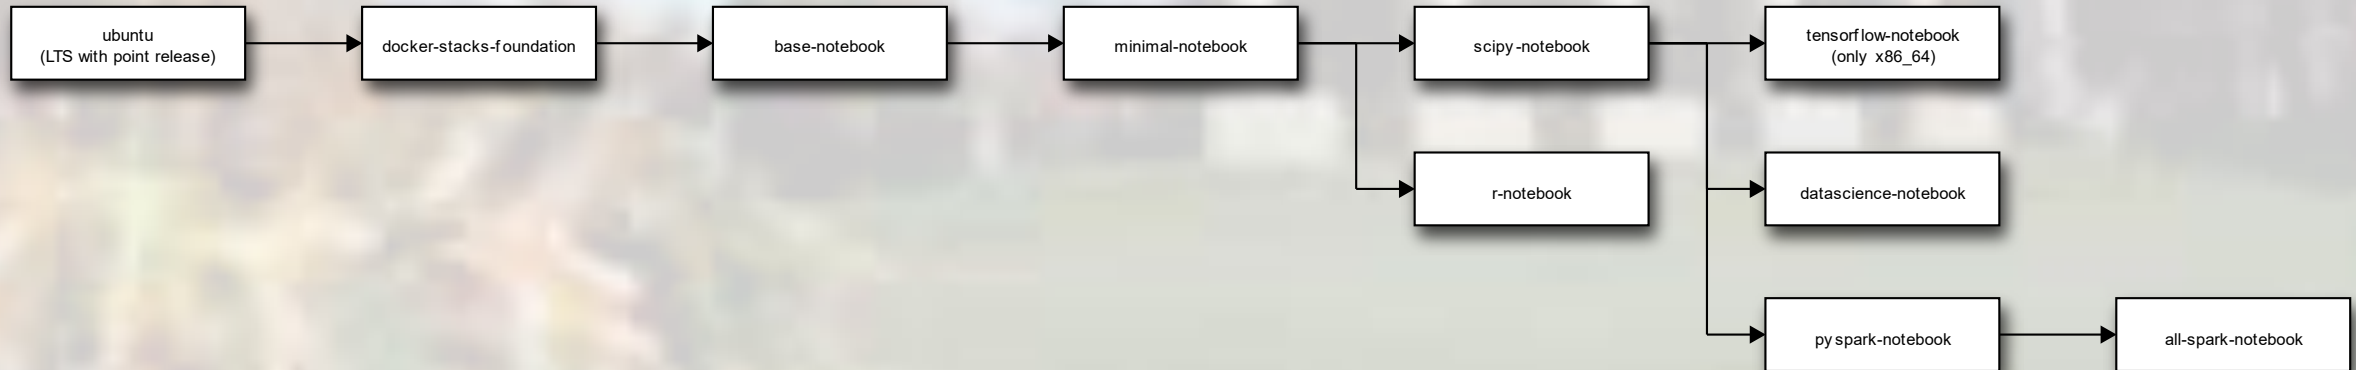 ubuntu
(LTS with point release)
docker-stacks-foundation
base-notebook
minimal-notebook
scipy-notebook
tensorflow-notebook
(only x86_64)
r-notebook
datascience-notebook
pyspark-notebook
all-spark-notebook